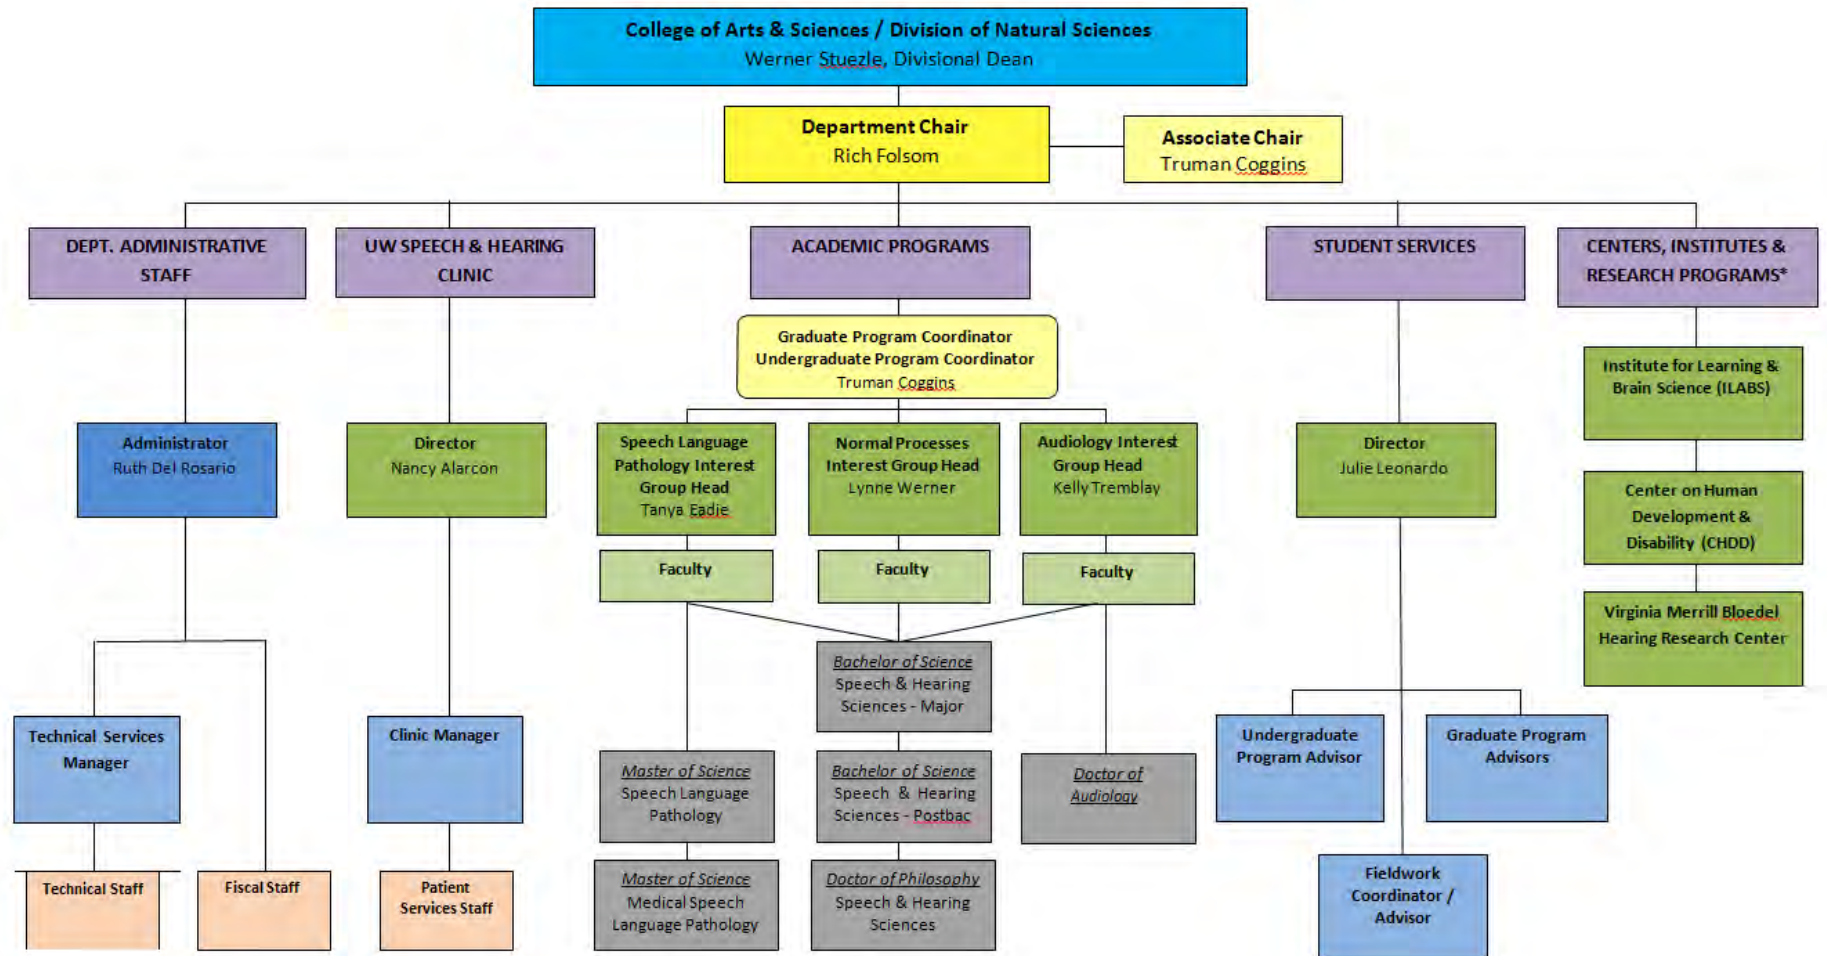 College of Arts & Sciences / Division of Natural Sciences
Werner Stuezle, Divisional Dean
Department Chair
Rich Folsom
Associate Chair
Truman Coggins
DEPT. ADMINISTRATIVE
STAFF
UW SPEECH & HEARING
CLINIC
ACADEMIC PROGRAMS
STUDENT SERVICES
CENTERS, INSTITUTES &
RESEARCH PROGRAMS*
Graduate Program Coordinator
Undergraduate Program Coordinator
Truman Coggins
Institute for Learning &
Brain Science (ILABS)
Administrator
Ruth Del Rosario
Director
Nancy Alarcon
Speech Language
Pathology Interest
Group Head
Tanya Eadie
Normal Processes
Interest Group Head
Lynne Werner
Audiology Interest
Group Head
Kelly Tremblay
Director
Julie Leonardo
Center on Human
Development &
Disability (CHDD)
Faculty
Faculty
Faculty
Virginia Merrill Bloedel
Hearing Research Center
Bachelor of Science
Speech & Hearing
Sciences - Major
Technical Services
Manager
Clinic Manager
Master of Science
Speech Language
Pathology
Bachelor of Science
Speech & Hearing
Sciences - Postbac
Doctor of
Audiology
Undergraduate
Program Advisor
Graduate Program
Advisors
Technical Staff
Fiscal Staff
Patient
Services Staff
Master of Science
Medical Speech
Language Pathology
Doctor of Philosophy
Speech & Hearing
Sciences
Fieldwork
Coordinator /
Advisor